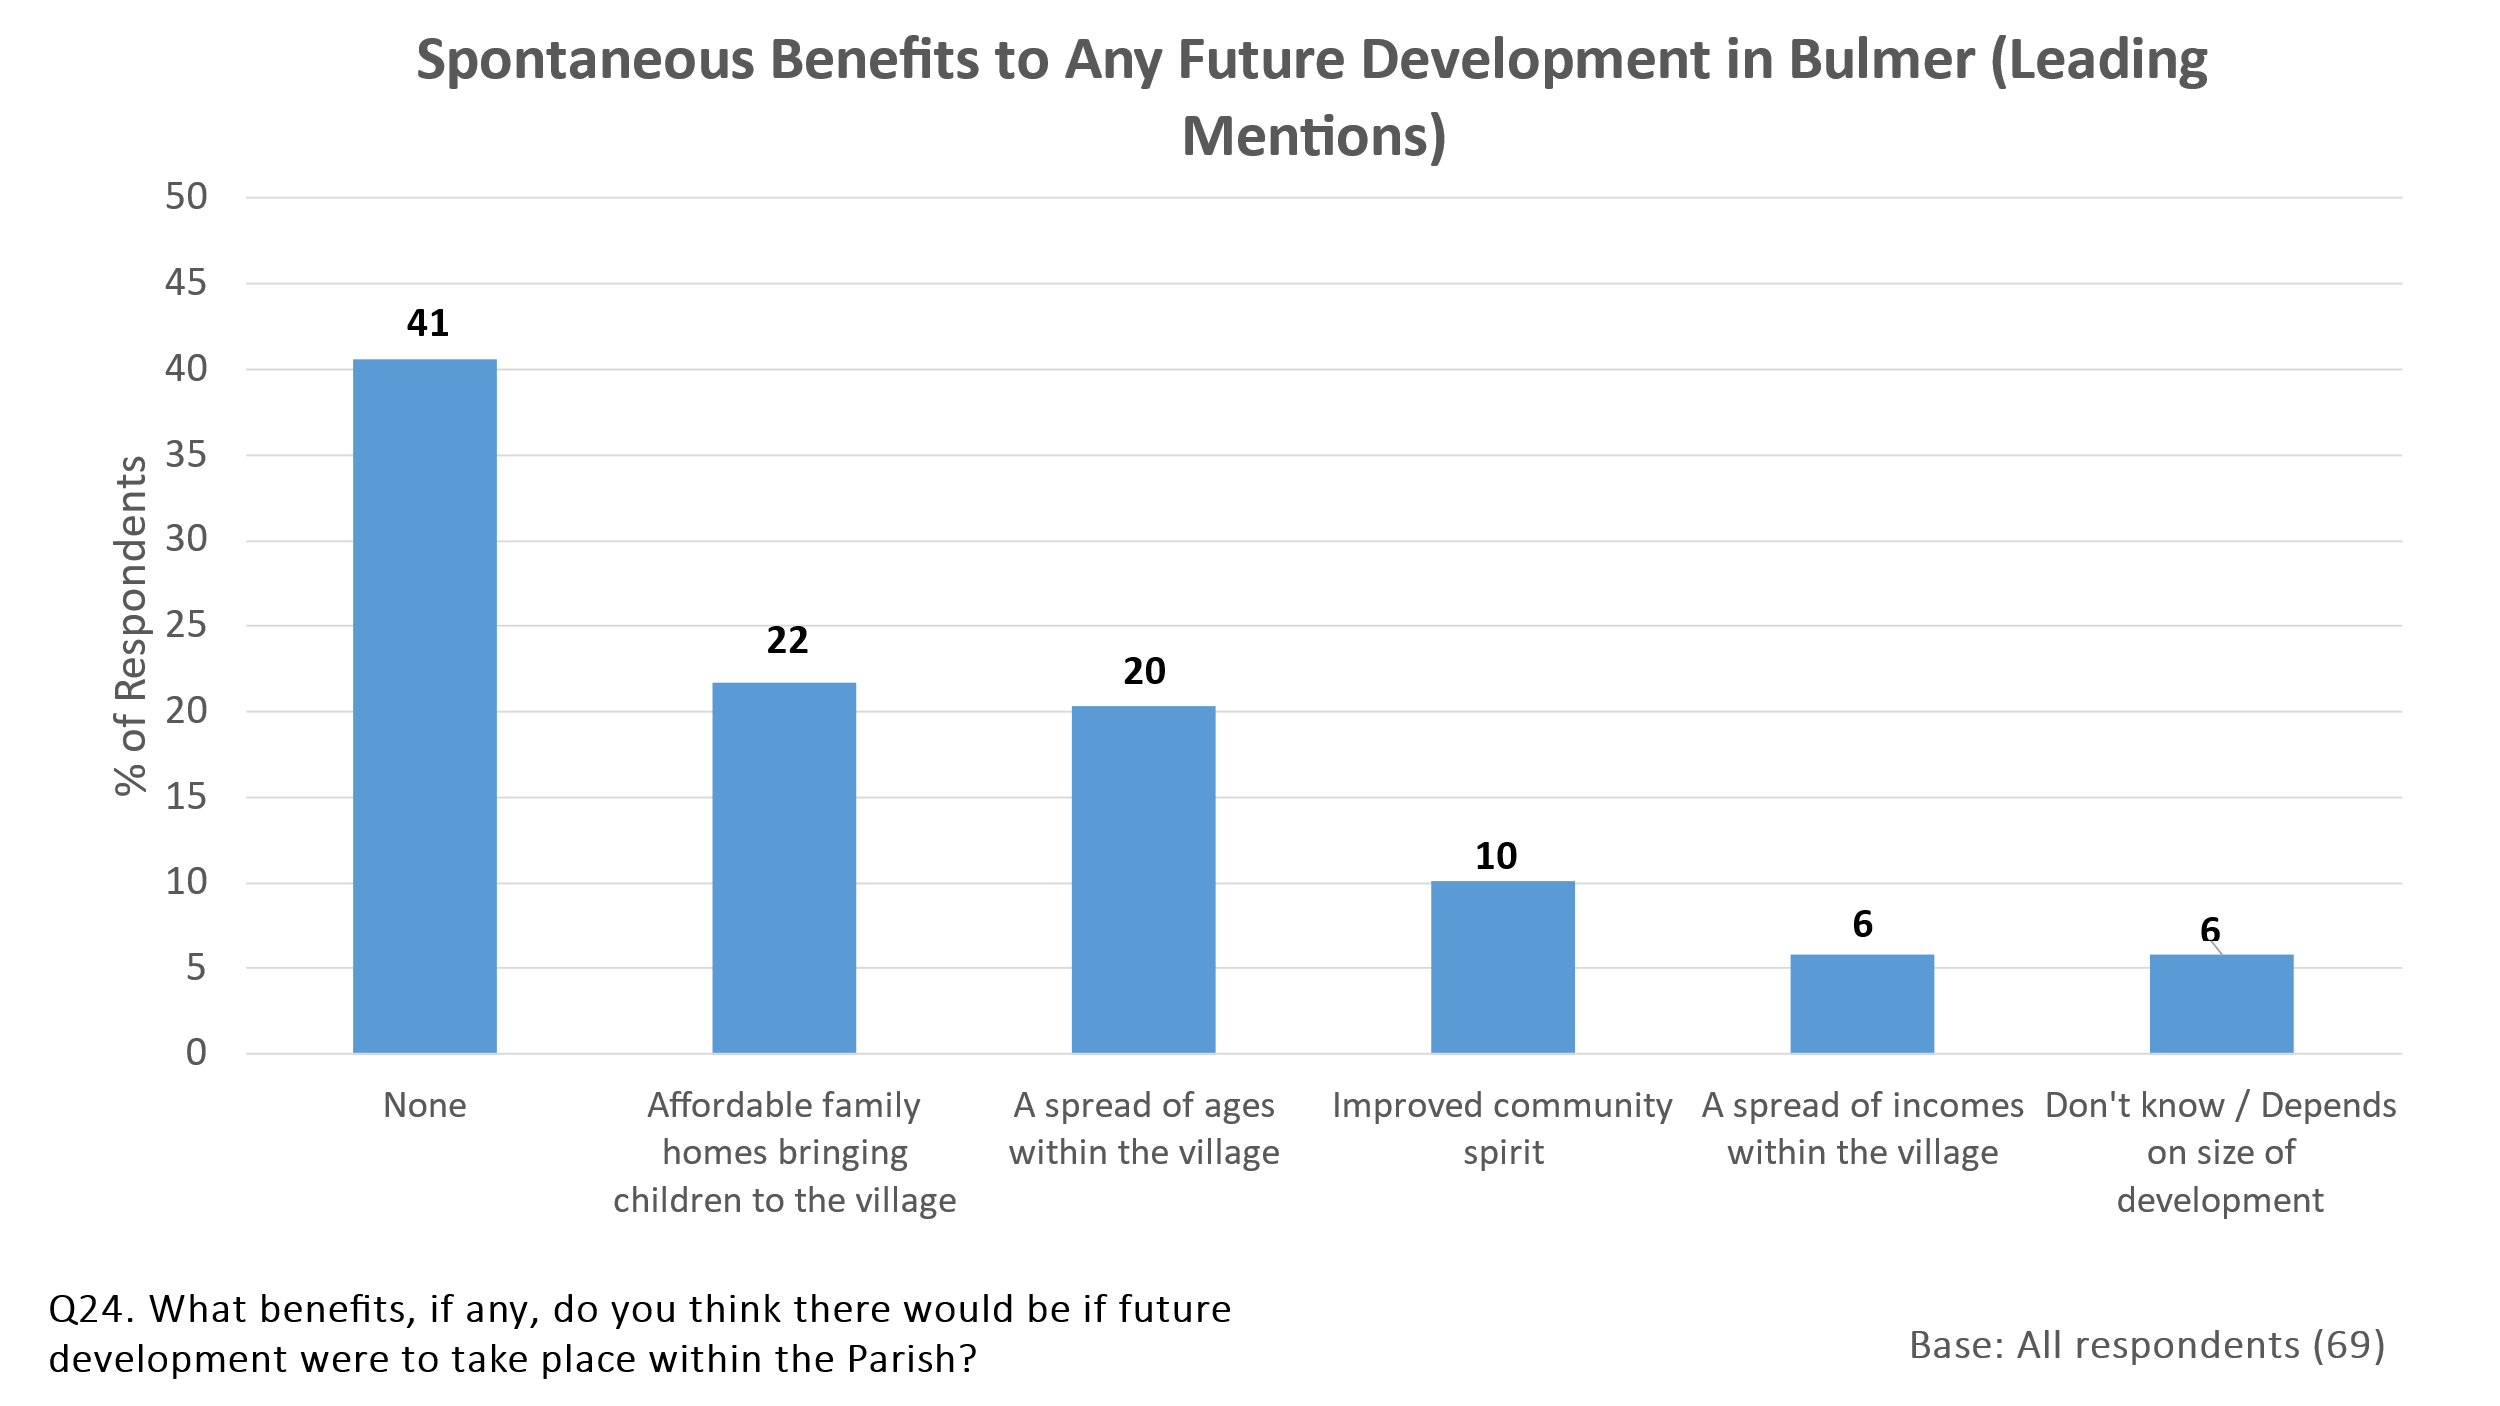 Spontaneous Benefits to Any Future Development in Bulmer (Leading
Mentions)
% of Respondents
50
45
40
35
30
25
20
15
10
5
0
41
22
20
10
6
6
None
Affordable family
homes bringing
children to the village
A spread of ages
within the village
Improved community
spirit
A spread of incomes
within the village
Don't know / Depends
on size of
development
Q24. What benefits, if any, do you think there would be if future
development were to take place within the Parish?
Base: All respondents (69)